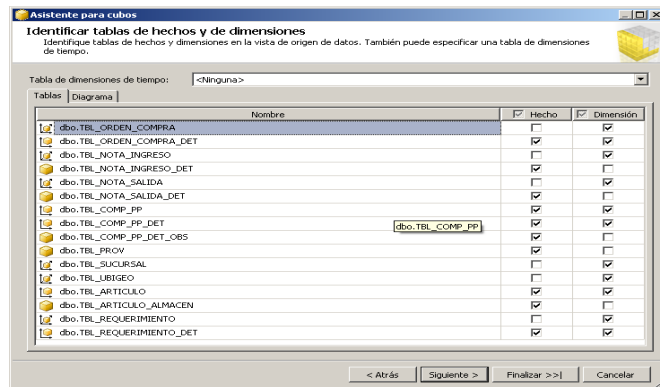 Asistente para cubos
Identificar tablas de hechos y de dimensiones
Identifique tablas de hechos y dimensiones en la vista de origen de datos. También puede especificar una tabla de dimensiones
de tiempo.
Tabla de dimensiones de tiempo: <Ninguna>
Tablas Diagrama
Nombre Hecho Dimensión
dbo.TBL_ORDEN_COMPRA
dbo.TBL_ORDEN_COMPRA_DET
dbo.TBL_NOTA_INGRESO
dbo.TBL_NOTA_INGRESO_DET
dbo.TBL_NOTA_SALIDA
dbo.TBL_NOTA_SALIDA_DET
dbo.TBL_COMP_PP
dbo.TBL_COMP_PP_DET dbo.TBL_COMP_PP
dbo.TBL_COMP_PP_DET_OBS
dbo.TBL_PROV
dbo.TBL_SUCURSAL
dbo.TBL_UBIGEO
dbo.TBL_ARTICULO
dbo.TBL_ARTICULO_ALMACEN
dbo.TBL_REQUERIMIENTO
dbo.TBL_REQUERIMIENTO_DET
< Atrás Siguiente > Finalizar >>| Cancelar